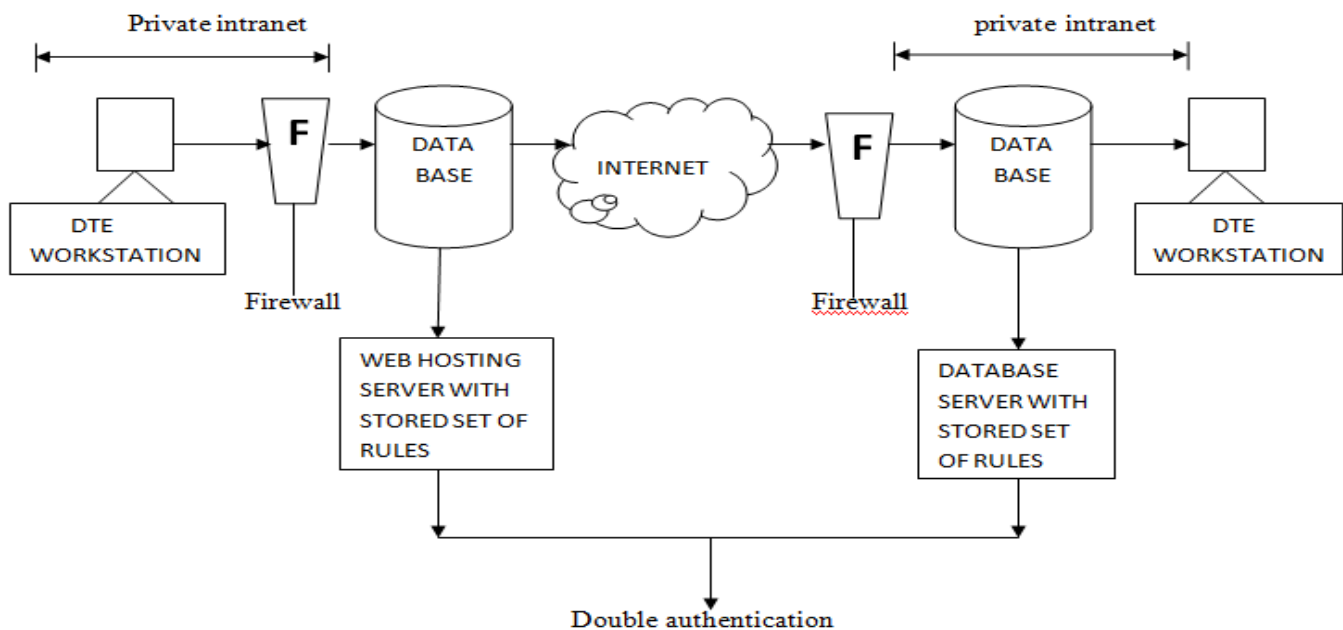 Private intranet
private intranet
F
DATA
BASE
INTERNET
F
DATA
BASE
DTE
WORKSTATION
DTE
WORKSTATION
Firewall
Firewall
WEB HOSTING
SERVER WITH
STORED SET OF
RULES
DATABASE
SERVER WITH
STORED SET
OF RULES
Double authentication